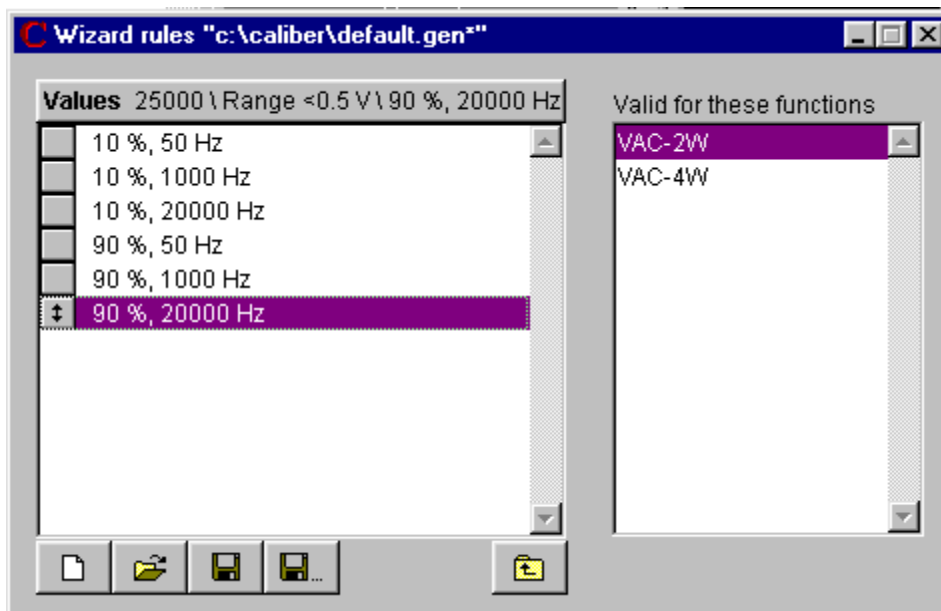 Wizard rules "c:\caliber\default.gen*"
Values 25000 \ Range <0.5 V \ 90 %, 20000 Hz
10 %, 50 Hz
10 %, 1000 Hz
10 %, 20000 Hz
90 %, 50 Hz
90 %, 1000 Hz
90 %, 20000 Hz
Valid for these functions
VAC-2W
VAC-4W
...